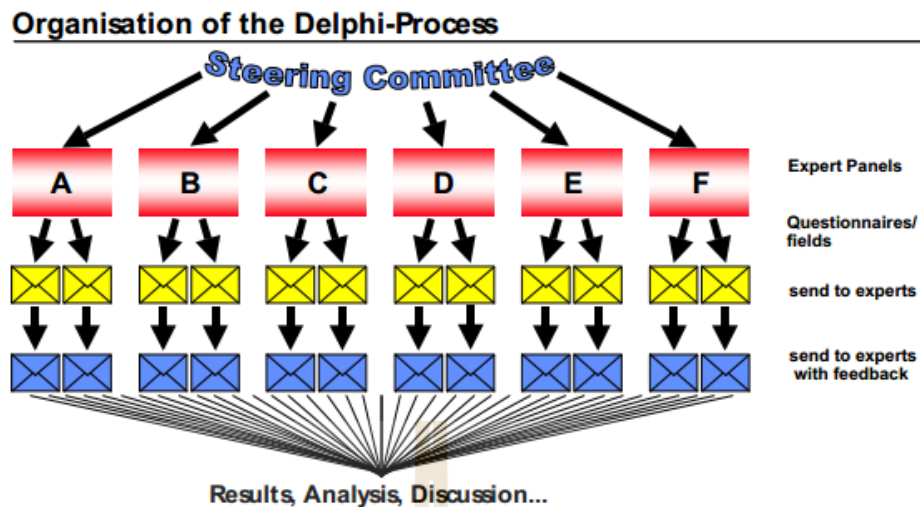 Organisation of the Delphi-Process
Steering Committee
A B C D E F
Expert Panels
Questionnaires/
fields
send to experts
send to experts
with feedback
Results, Analysis, Discussion...